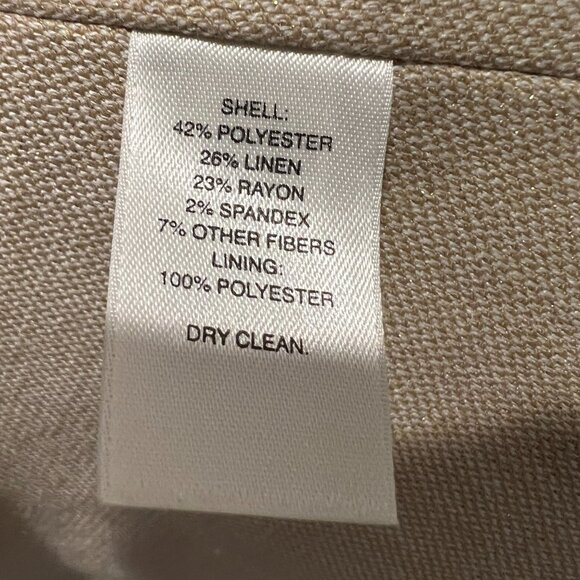 SHELL:
42% POLYESTER
26% LINEN
23% RAYON
2% SPANDEX
7% OTHER FIBERS
LINING:
100% POLYESTER
DRY CLEAN.